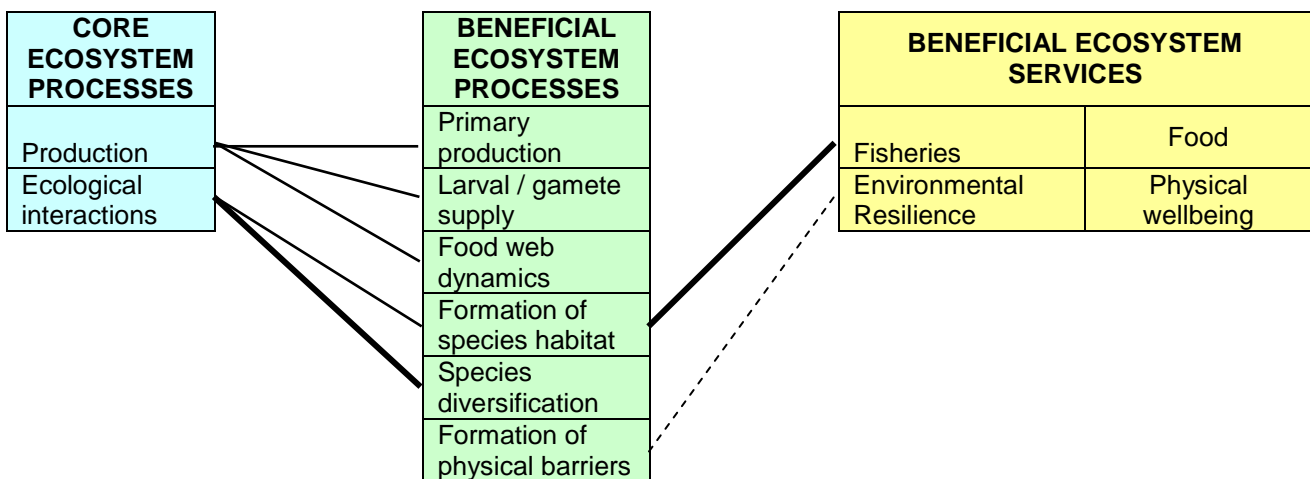 CORE
ECOSYSTEM
PROCESSES
Production
Ecological
interactions
BENEFICIAL
ECOSYSTEM
PROCESSES
Primary
production
Larval / gamete
supply
Food web
dynamics
Formation of
species habitat
Species
diversification
Formation of
physical barriers
BENEFICIAL ECOSYSTEM
SERVICES
Fisheries
Food
Environmental
Resilience
Physical
wellbeing